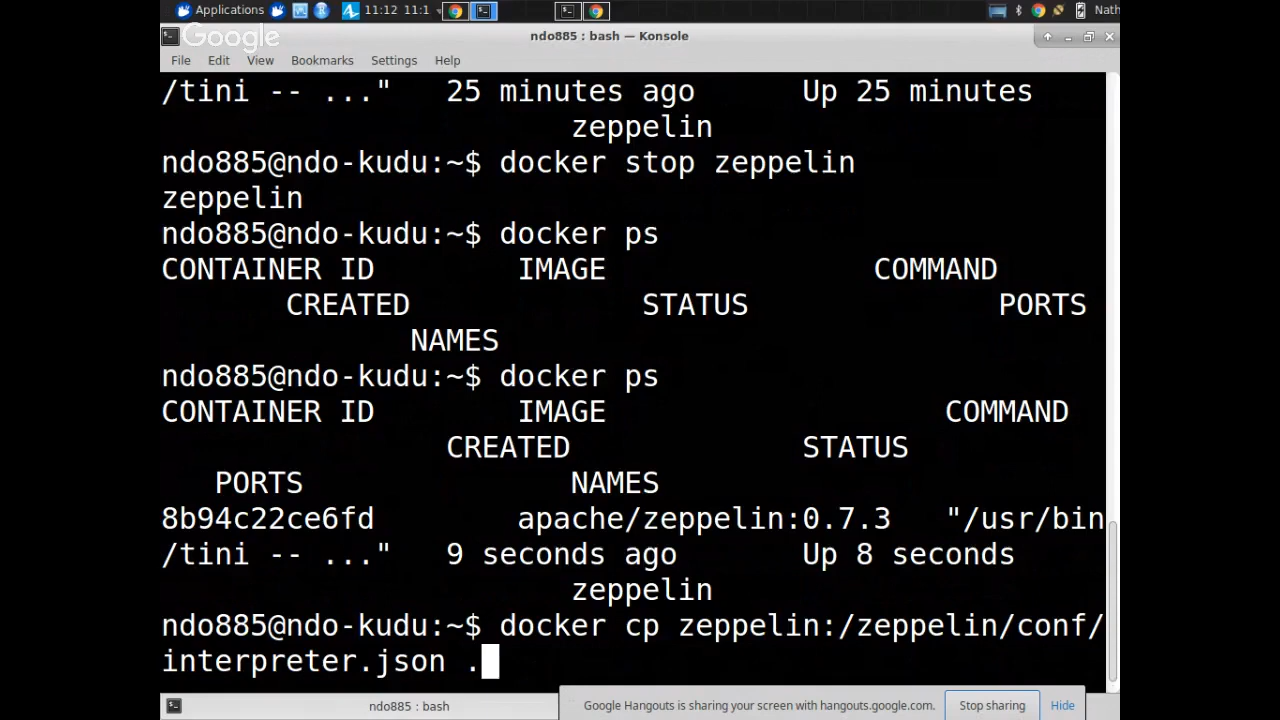 Applications 11:12 11:1 Nath
Google
ndo885 : bash — Konsole
File Edit View Bookmarks Settings Help
/tini -- ..." 25 minutes ago Up 25 minutes
zeppelin
ndo885@ndo-kudu:~$ docker stop zeppelin
zeppelin
ndo885@ndo-kudu:~$ docker ps
CONTAINER ID IMAGE COMMAND
CREATED STATUS PORTS
NAMES
ndo885@ndo-kudu:~$ docker ps
CONTAINER ID IMAGE COMMAND
CREATED STATUS
PORTS NAMES
8b94c22ce6fd apache/zeppelin:0.7.3 "/usr/bin
/tini -- ..." 9 seconds ago Up 8 seconds
zeppelin
ndo885@ndo-kudu:~$ docker cp zeppelin:/zeppelin/conf/
interpreter.json .
ndo885 : bash
Google Hangouts is sharing your screen with hangouts.google.com. Stop sharing Hide